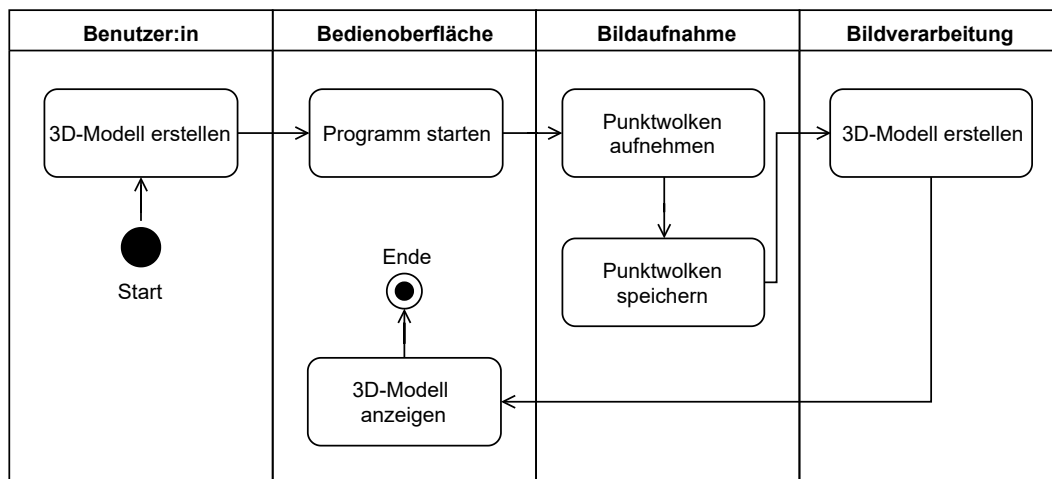 Benutzer:in
Bedienoberfläche
Bildaufnahme
Bildverarbeitung
3D-Modell erstellen
Programm starten
Punktwolken
aufnehmen
3D-Modell erstellen
Start
Ende
Punktwolken
speichern
3D-Modell
anzeigen